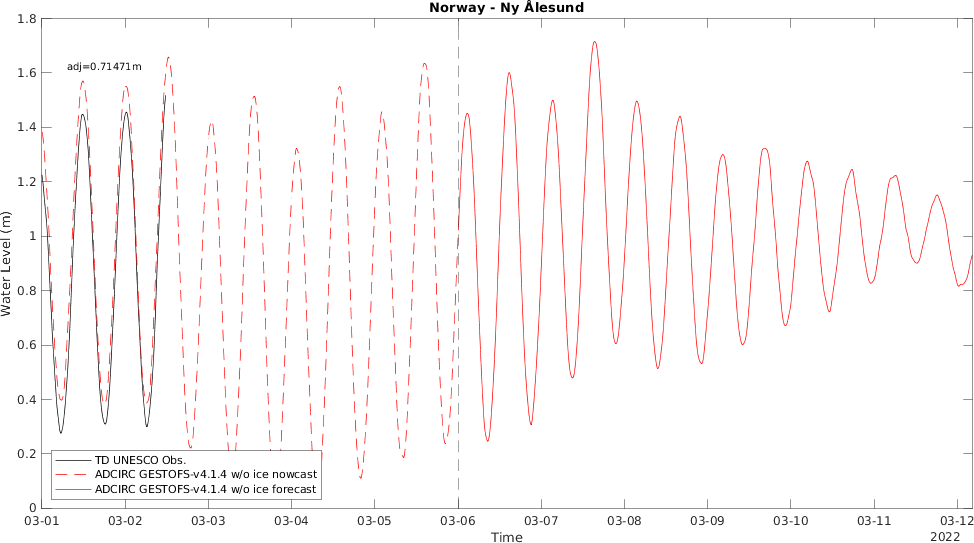 Norway - Ny Ålesund
1.8
1.6
1.4
1.2
1
0.8
0.6
0.4
0.2
0
Water Level (m)
adj=0.71471m
TD UNESCO Obs.
ADCIRC GESTOFS-v4.1.4 w/o ice nowcast
ADCIRC GESTOFS-v4.1.4 w/o ice forecast
03-01 03-02 03-03 03-04 03-05 03-06 03-07 03-08 03-09 03-10 03-11 03-12
Time
2022